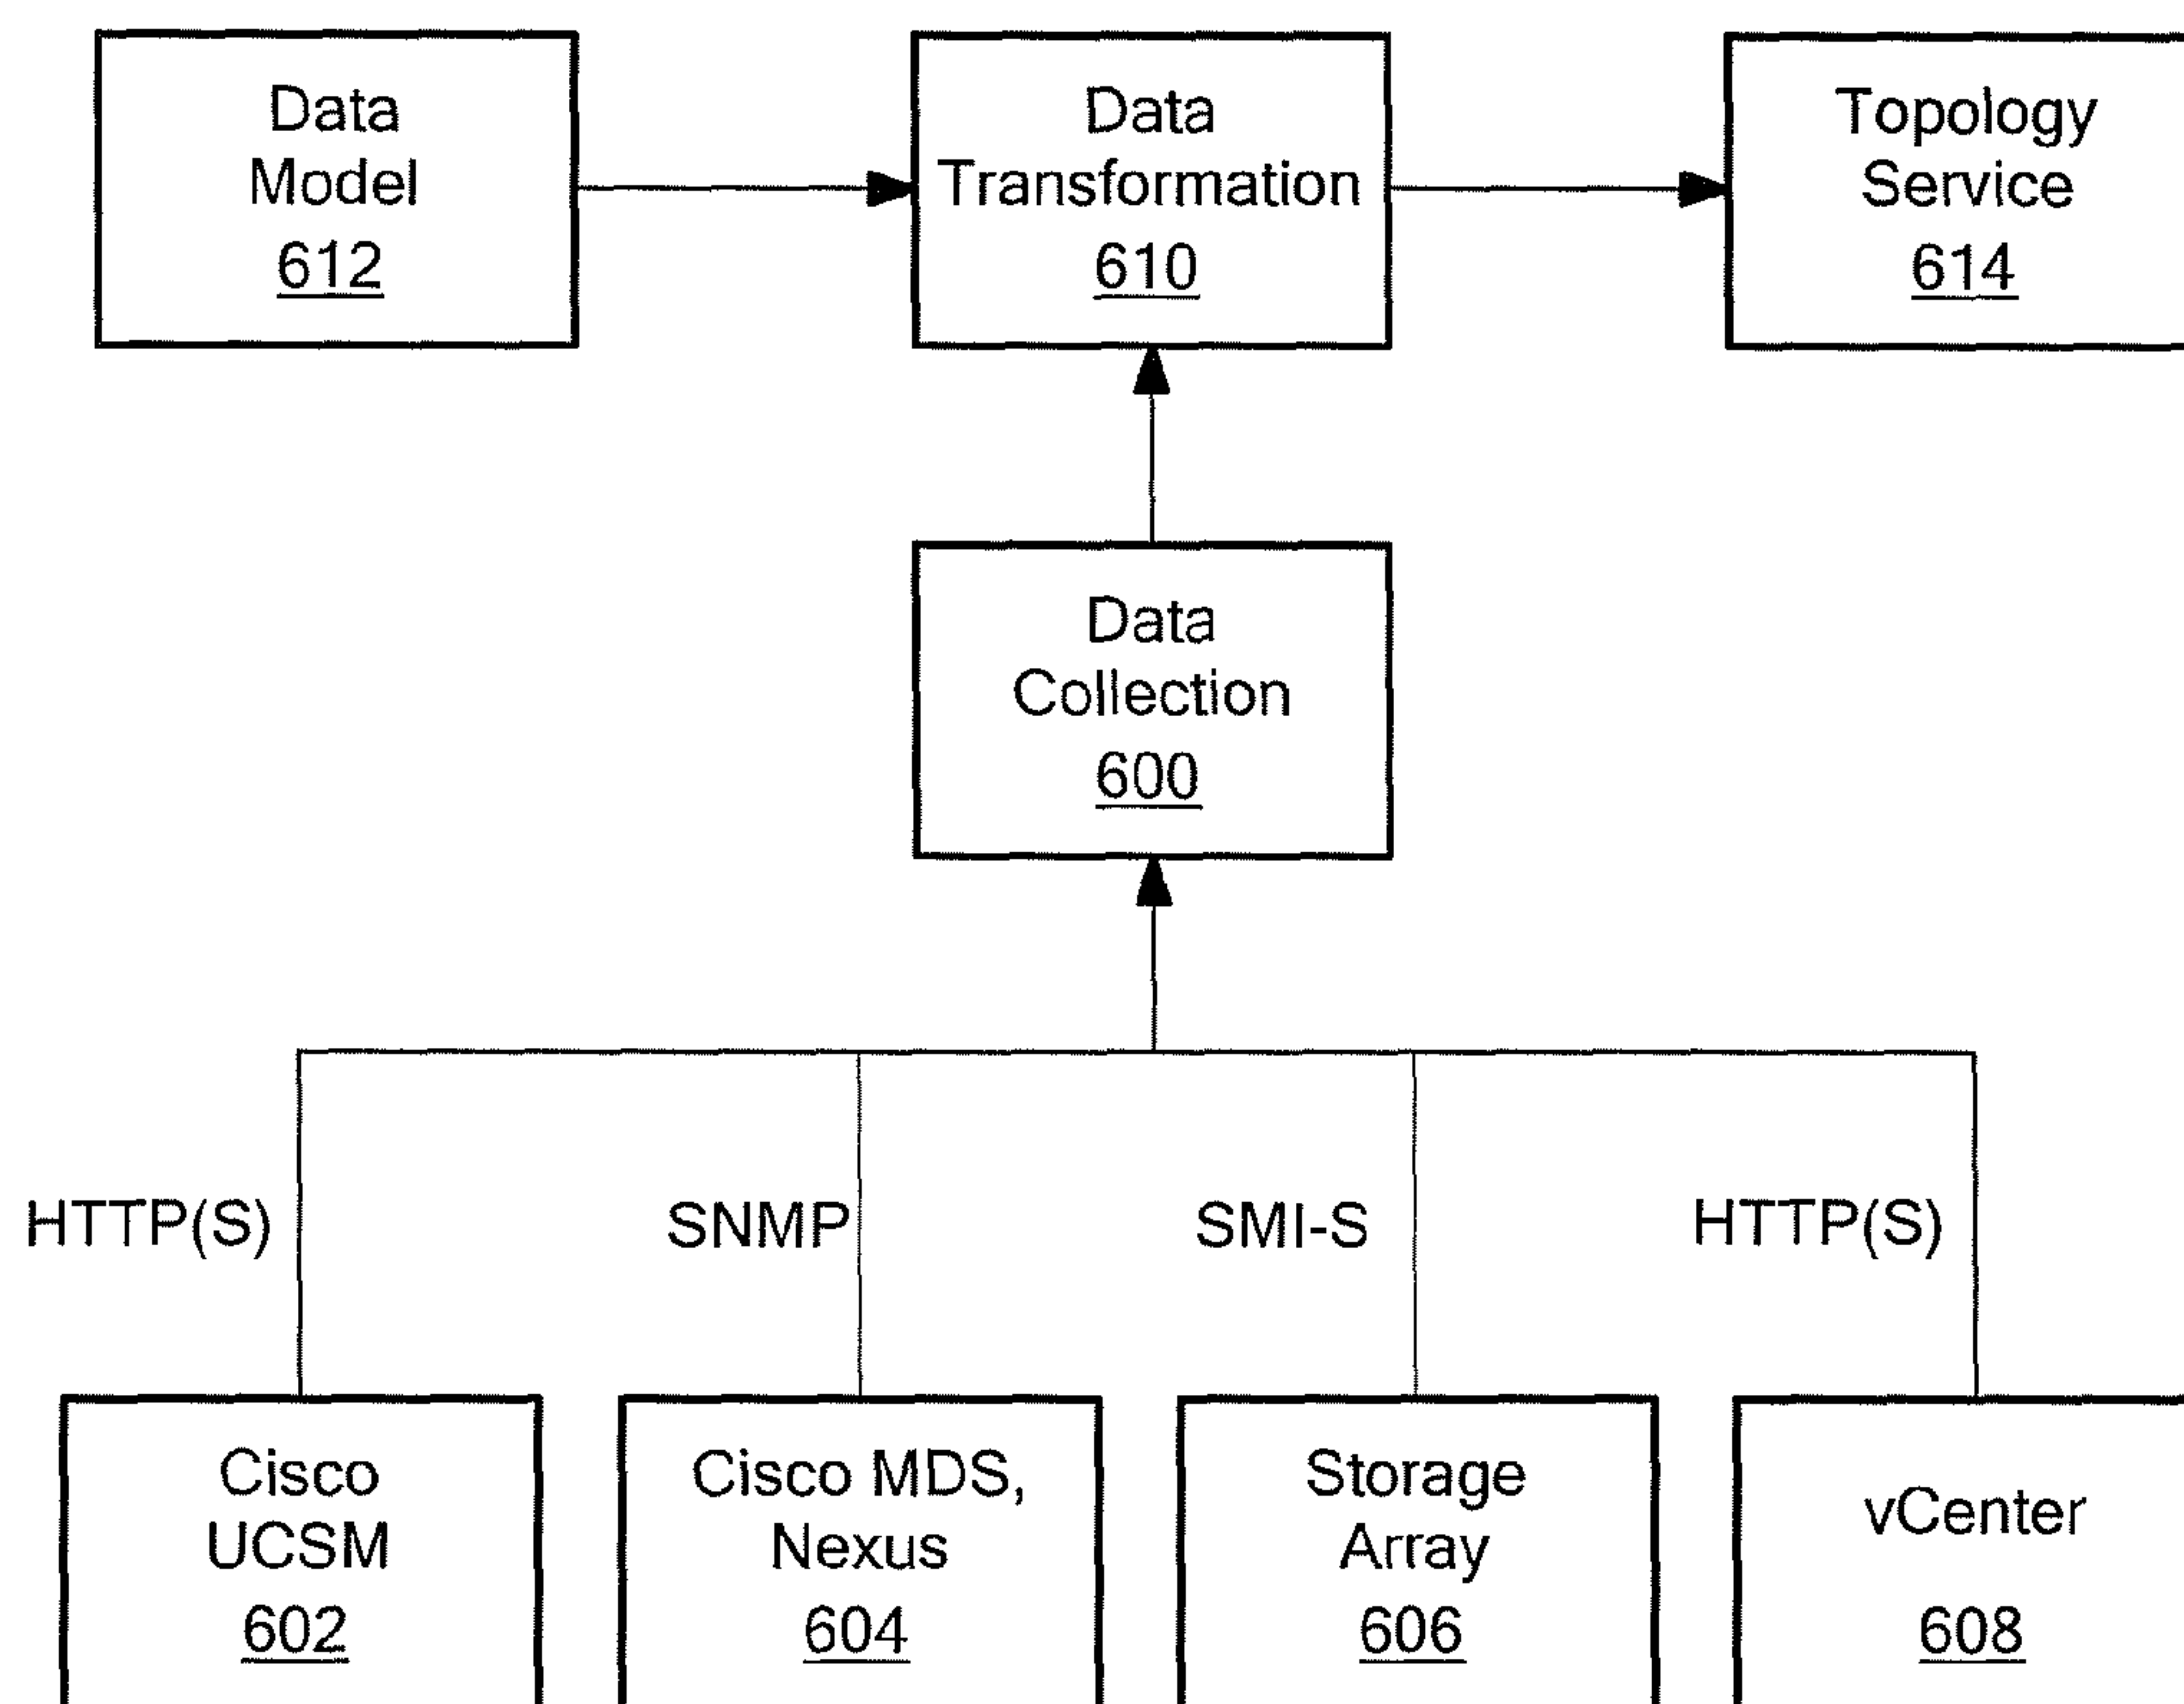 Data
Model
612
Data
Transformation
610
Topology
Service
614
Data
Collection
600
HTTP(S)
SNMP
SMI-S
HTTP(S)
Cisco
UCSM
602
Cisco MDS,
Nexus
604
Storage
Array
606
vCenter
608